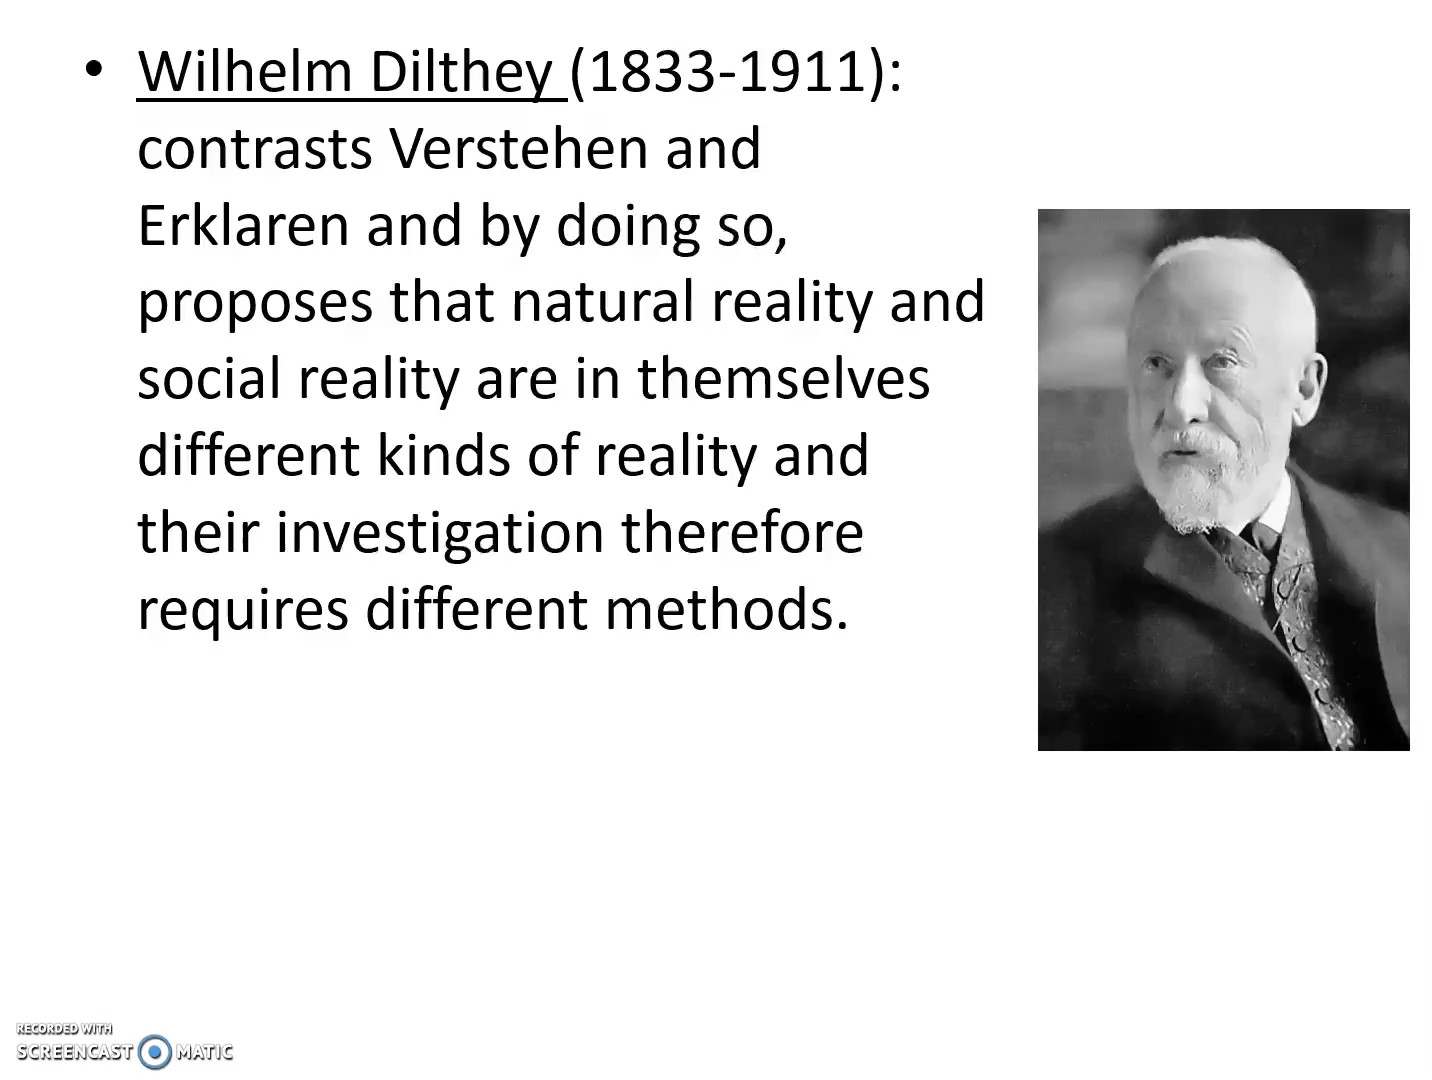 • Wilhelm Dilthey (1833-1911):
contrasts Verstehen and
Erklaren and by doing so,
proposes that natural reality and
social reality are in themselves
different kinds of reality and
their investigation therefore
requires different methods.
RECORDED WITH
SCREENCAST MATIC